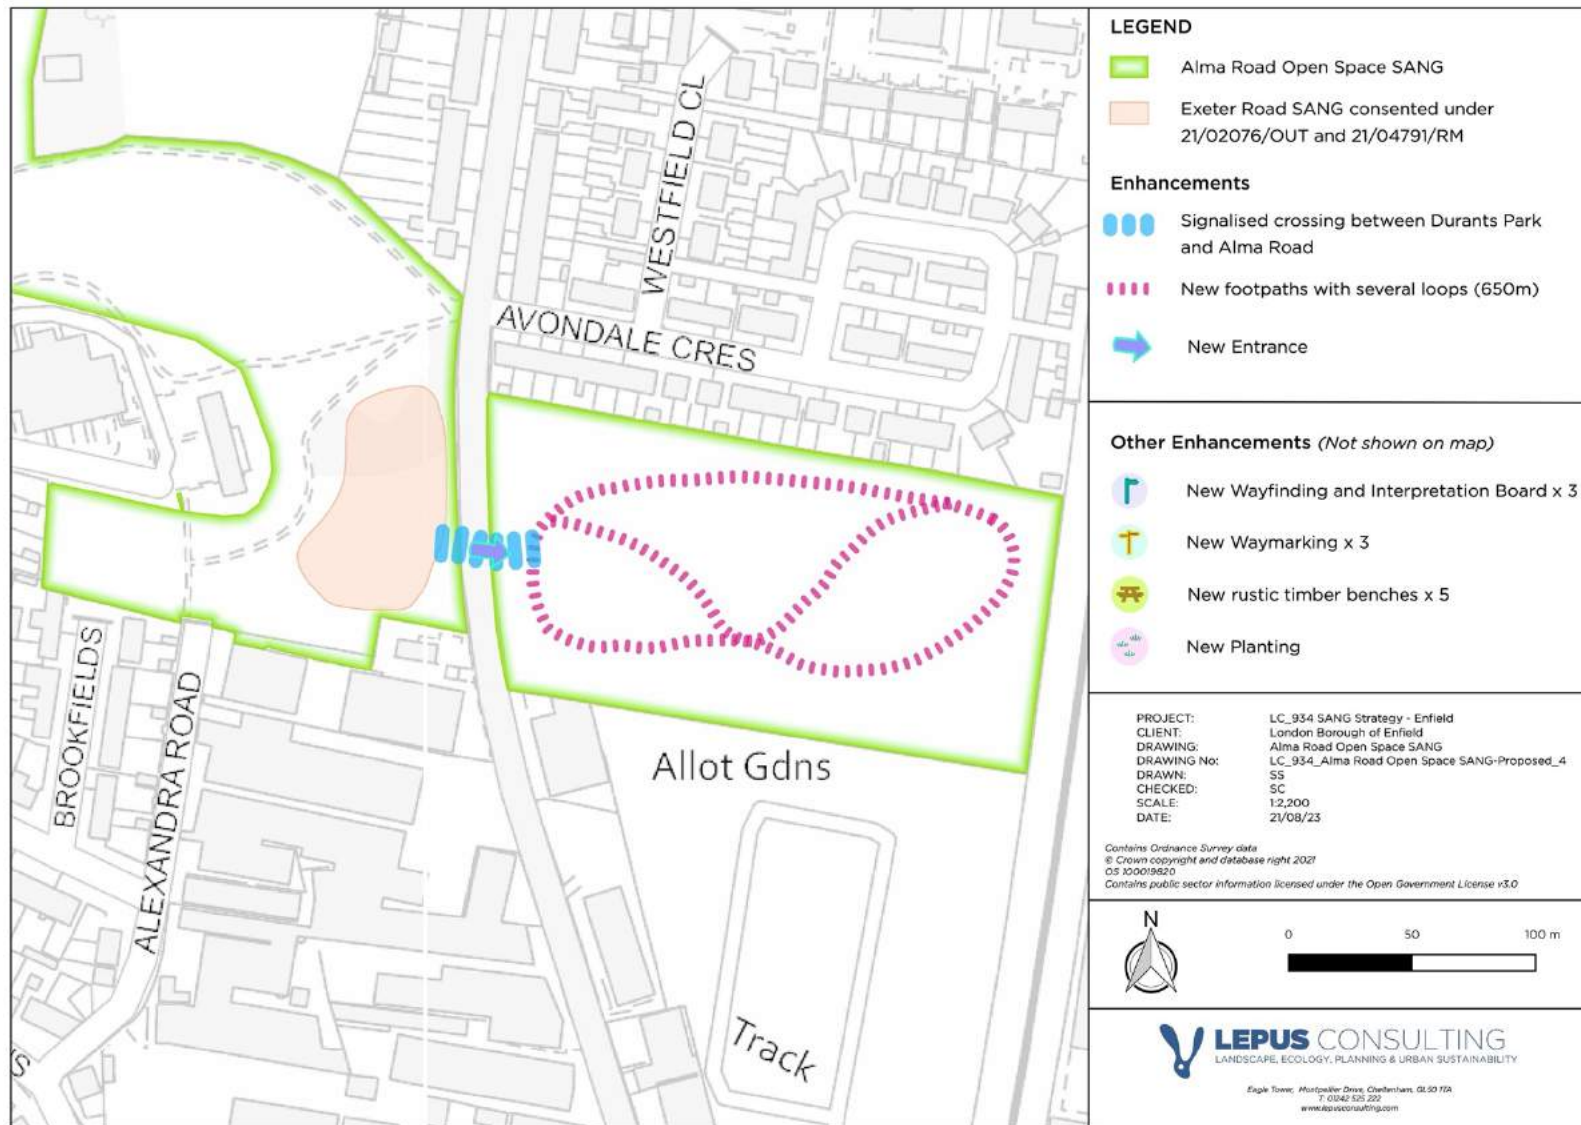 WESTFIELD CL
AVONDALE CRES
BROOKFIELDS
ALEXANDRA ROAD
Allot Gdns
Track
LEGEND
Alma Road Open Space SANG
Exeter Road SANG consented under
21/02076/OUT and 21/04791/RM
Enhancements
Signalised crossing between Durants Park
and Alma Road
New footpaths with several loops (650m)
New Entrance
Other Enhancements (Not shown on map)
New Wayfinding and Interpretation Board x 3
New Waymarking x 3
New rustic timber benches x 5
New Planting
PROJECT: LC_934 SANG Strategy - Enfield
CLIENT: London Borough of Enfield
DRAWING: Alma Road Open Space SANG
DRAWING No: LC_934_Alma Road Open Space SANG-Proposed_4
DRAWN: SS
CHECKED: SC
SCALE: 1:2,200
DATE: 21/08/23
Contains Ordnance Survey data
© Crown copyright and database right 2021
OS 100019820
Contains public sector information licensed under the Open Government License v3.0
N
0 50 100 m
LEPUS CONSULTING
LANDSCAPE, ECOLOGY, PLANNING & URBAN SUSTAINABILITY
Eagle Tower, Montpellier Drive, Cheltenham, GL50 1TA
T: 01242 525 222
www.lepusconsulting.com